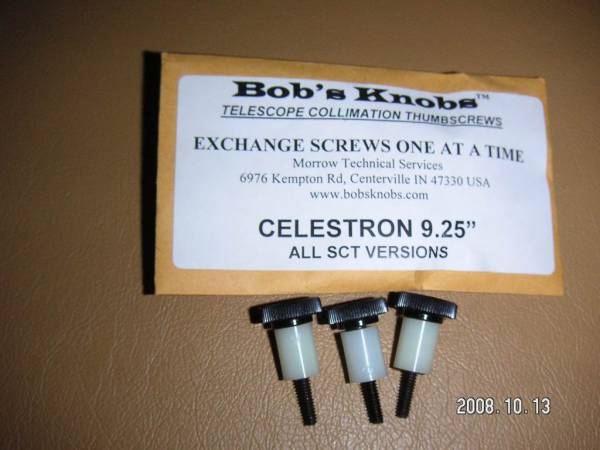 Bob's Knobs™
TELESCOPE COLLIMATION THUMBSCREWS
EXCHANGE SCREWS ONE AT A TIME
Morrow Technical Services
6976 Kempton Rd, Centerville IN 47330 USA
www.bobsknobs.com
CELESTRON 9.25"
ALL SCT VERSIONS
2008.10.13